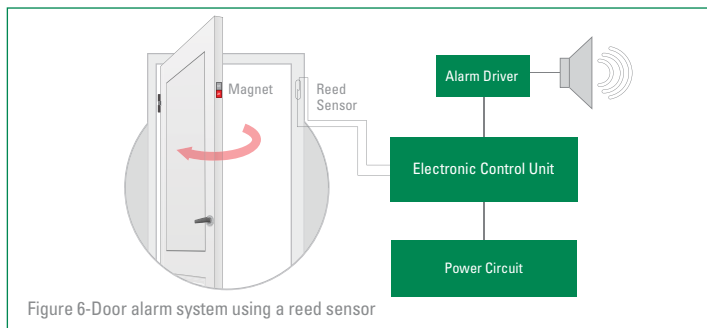 Alarm Driver
Magnet
Reed
Sensor
Electronic Control Unit
Power Circuit
Figure 6-Door alarm system using a reed sensor